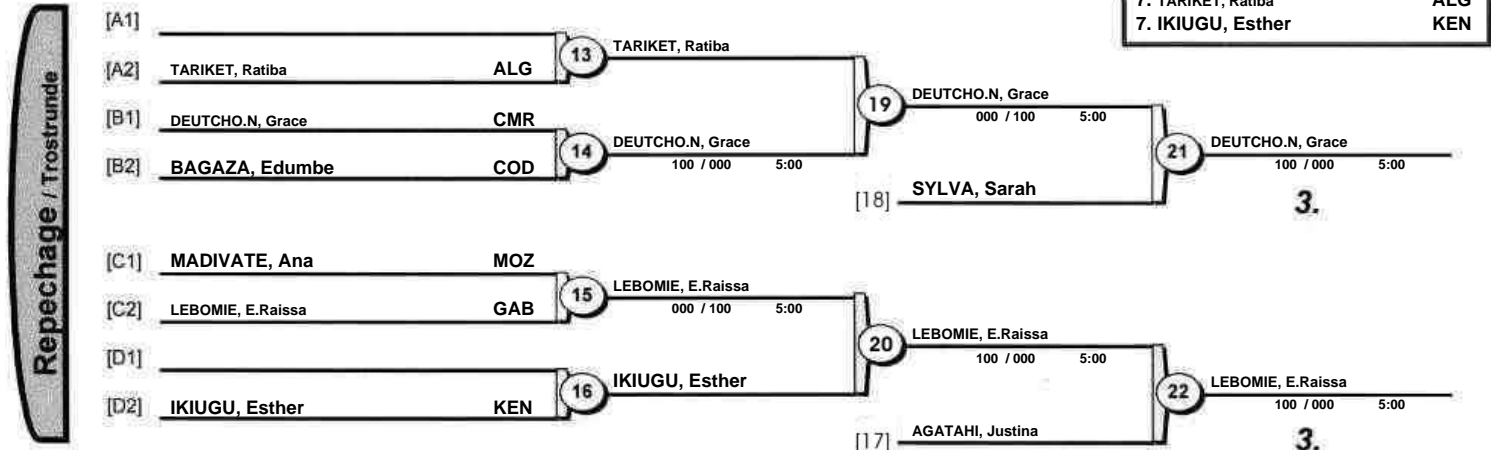 7. TARIKET, Ratiba ALG
7. IKIUGU, Esther KEN
Repechage / Trostrunde
[A1]
[A2] TARIKET, Ratiba ALG
13 TARIKET, Ratiba
[B1] DEUTCHO.N, Grace CMR
[B2] BAGAZA, Edumbe COD
14 DEUTCHO.N, Grace
100 / 000 5:00
19 DEUTCHO.N, Grace
000 / 100 5:00
[18] SYLVA, Sarah
21 DEUTCHO.N, Grace
100 / 000 5:00
3.
[C1] MADIVATE, Ana MOZ
[C2] LEBOMIE, E.Raissa GAB
15 LEBOMIE, E.Raissa
000 / 100 5:00
[D1]
[D2] IKIUGU, Esther KEN
16 IKIUGU, Esther
20 LEBOMIE, E.Raissa
100 / 000 5:00
[17] AGATAHI, Justina
22 LEBOMIE, E.Raissa
100 / 000 5:00
3.